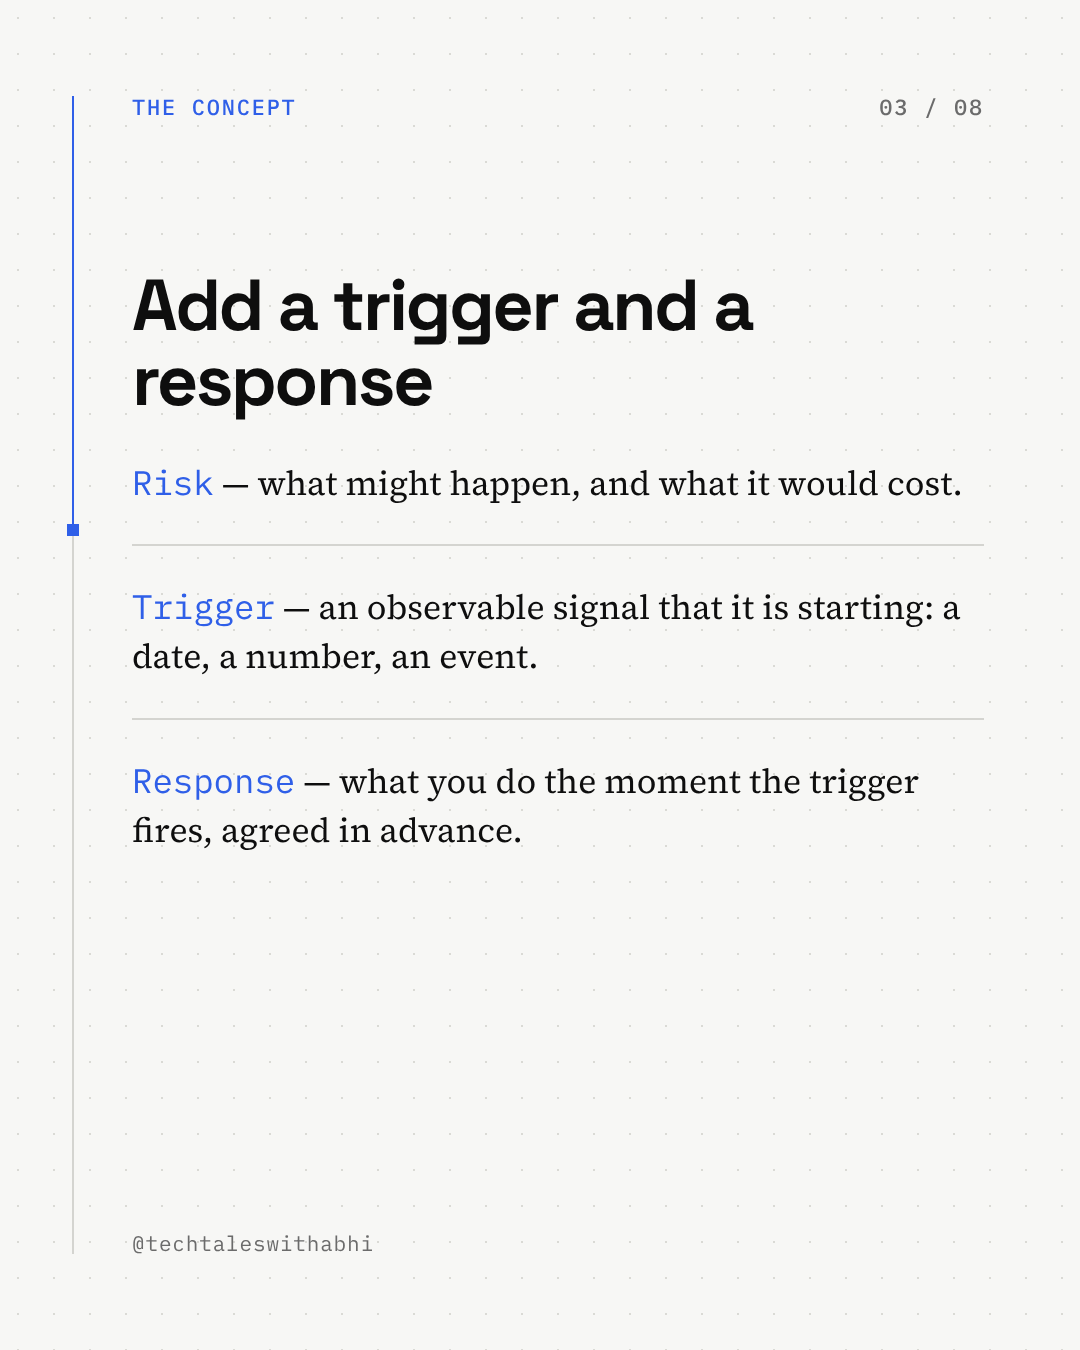 THE CONCEPT
03 / 08
Add a trigger and a
response
Risk — what might happen, and what it would cost.
Trigger — an observable signal that it is starting: a
date, a number, an event.
Response — what you do the moment the trigger
fires, agreed in advance.
@techtaleswithabhi